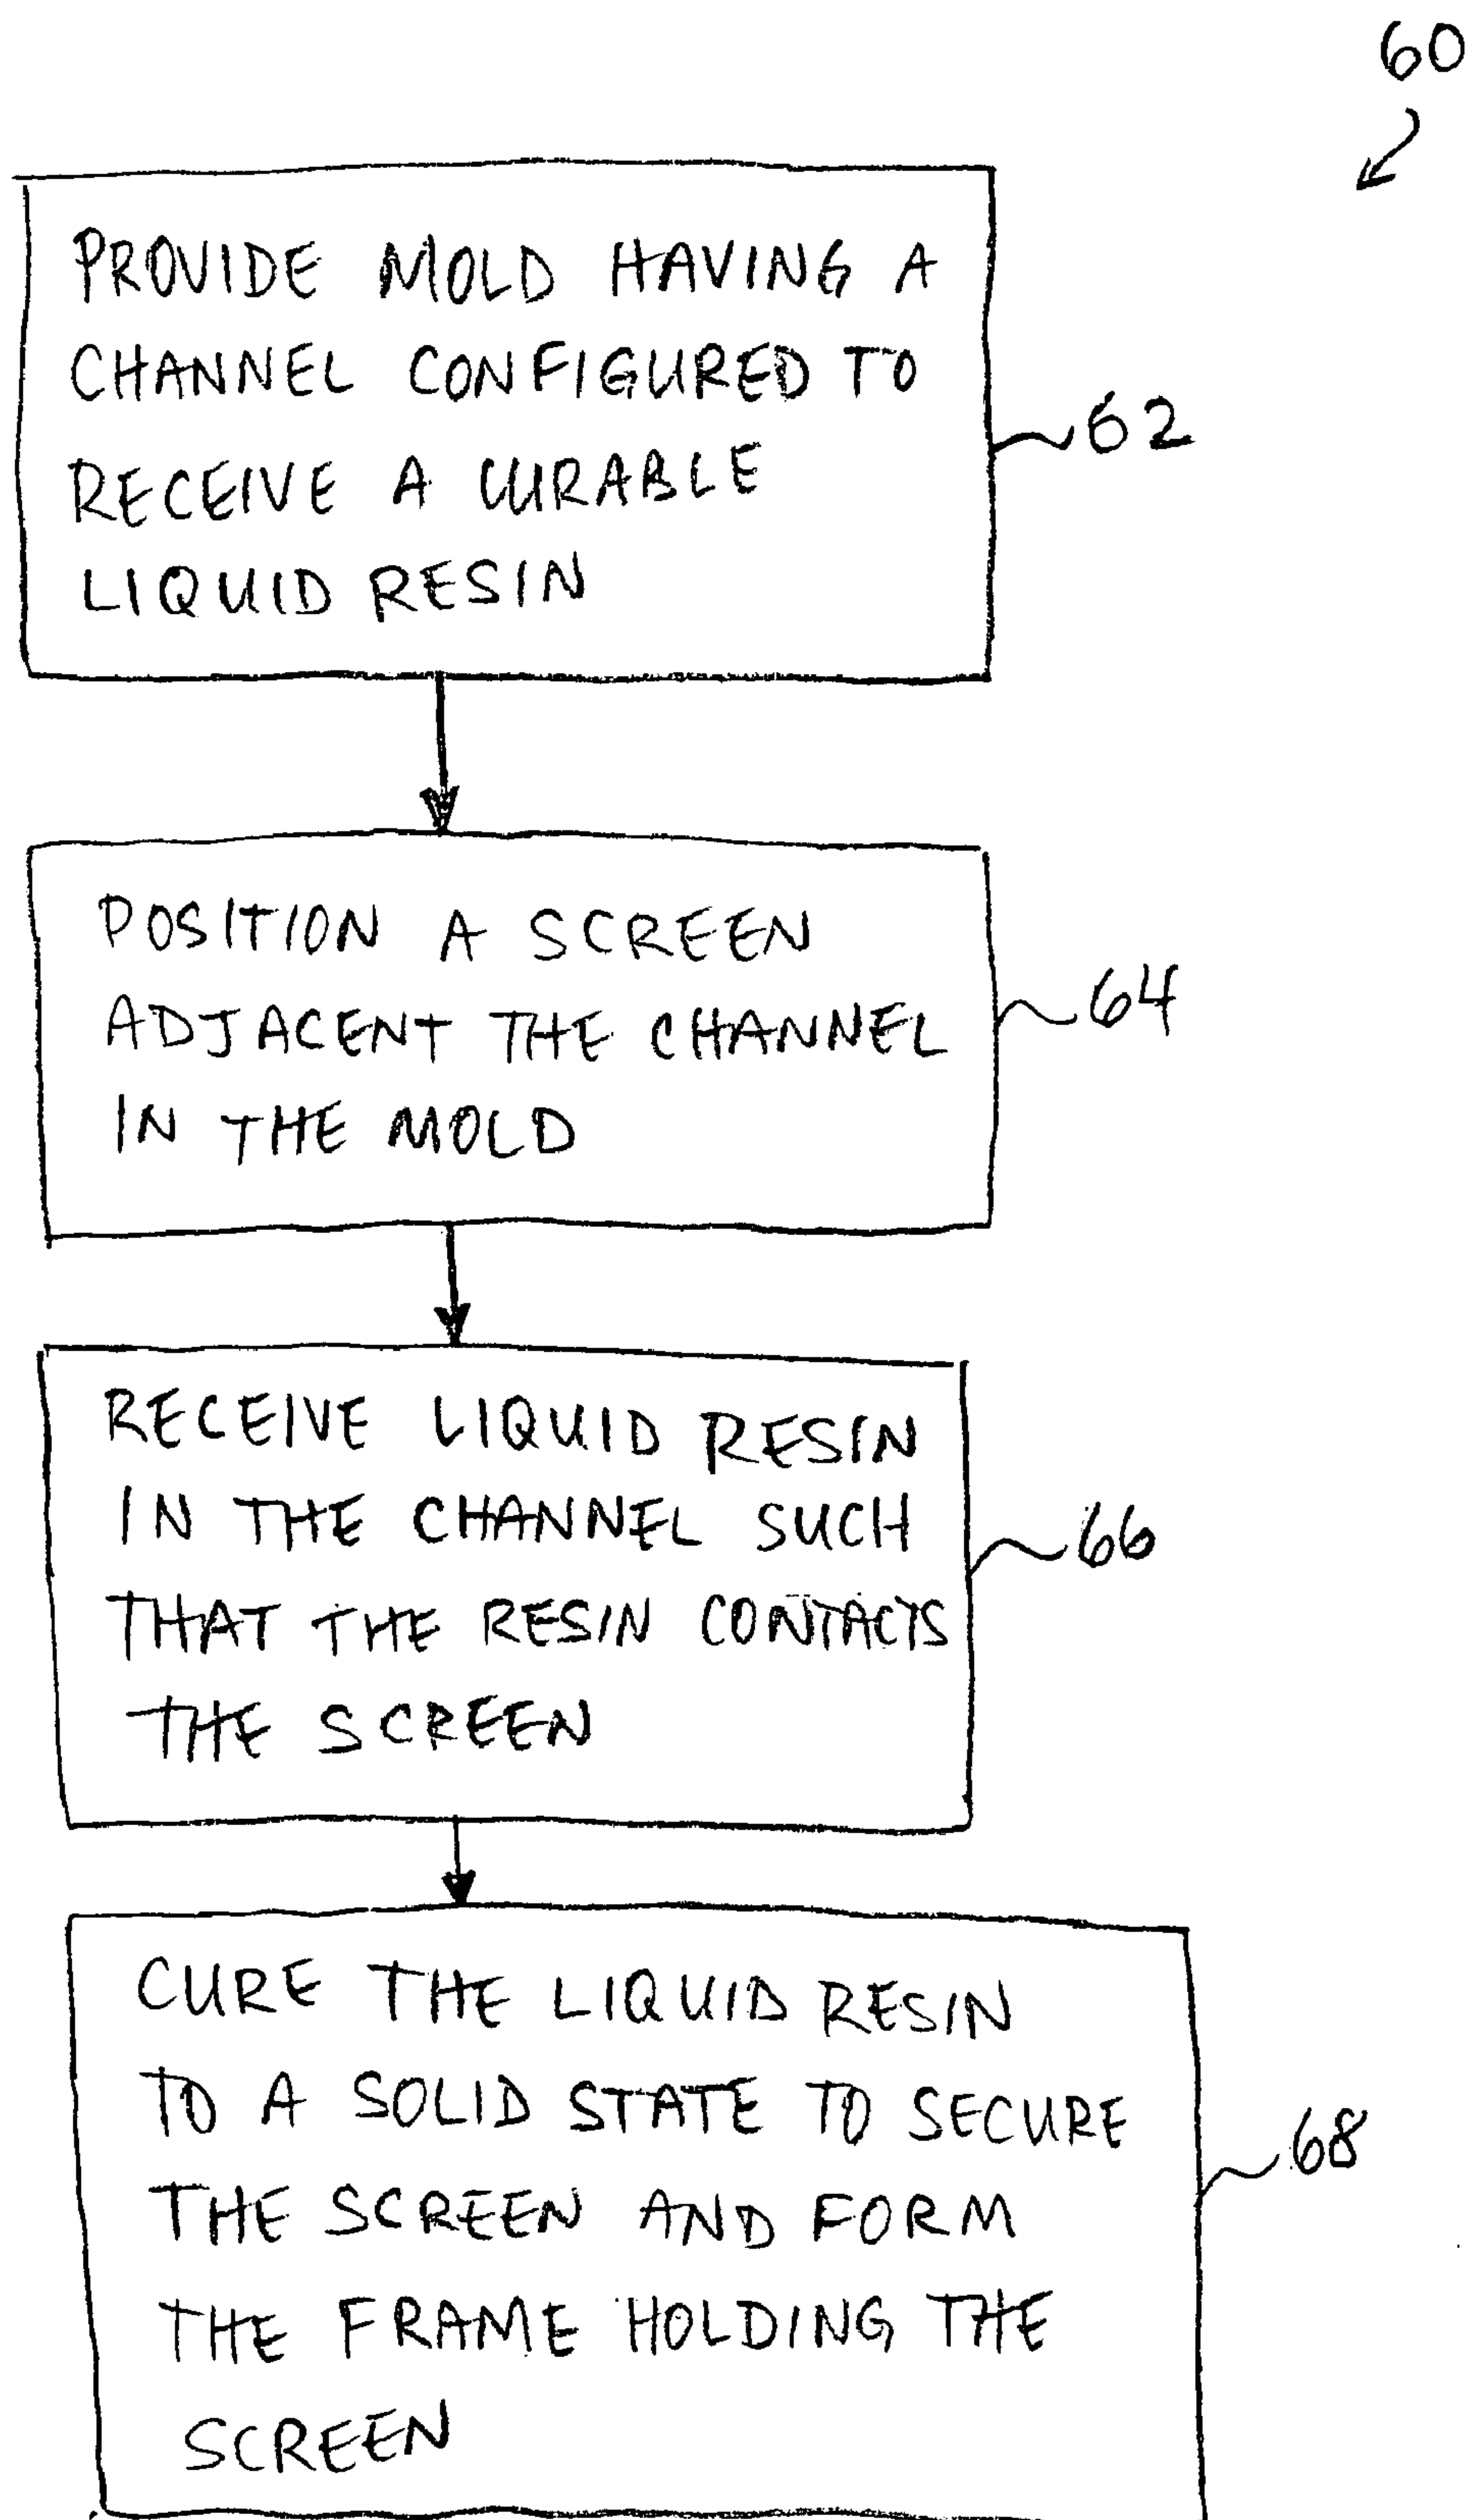 60
PROVIDE MOLD HAVING A
CHANNEL CONFIGURED TO
RECEIVE A CURABLE
LIQUID RESIN
62
POSITION A SCREEN
ADJACENT THE CHANNEL
IN THE MOLD
64
RECEIVE LIQUID RESIN
IN THE CHANNEL SUCH
THAT THE RESIN CONTACTS
THE SCREEN
66
CURE THE LIQUID RESIN
TO A SOLID STATE TO SECURE
THE SCREEN AND FORM
THE FRAME HOLDING THE
SCREEN
68